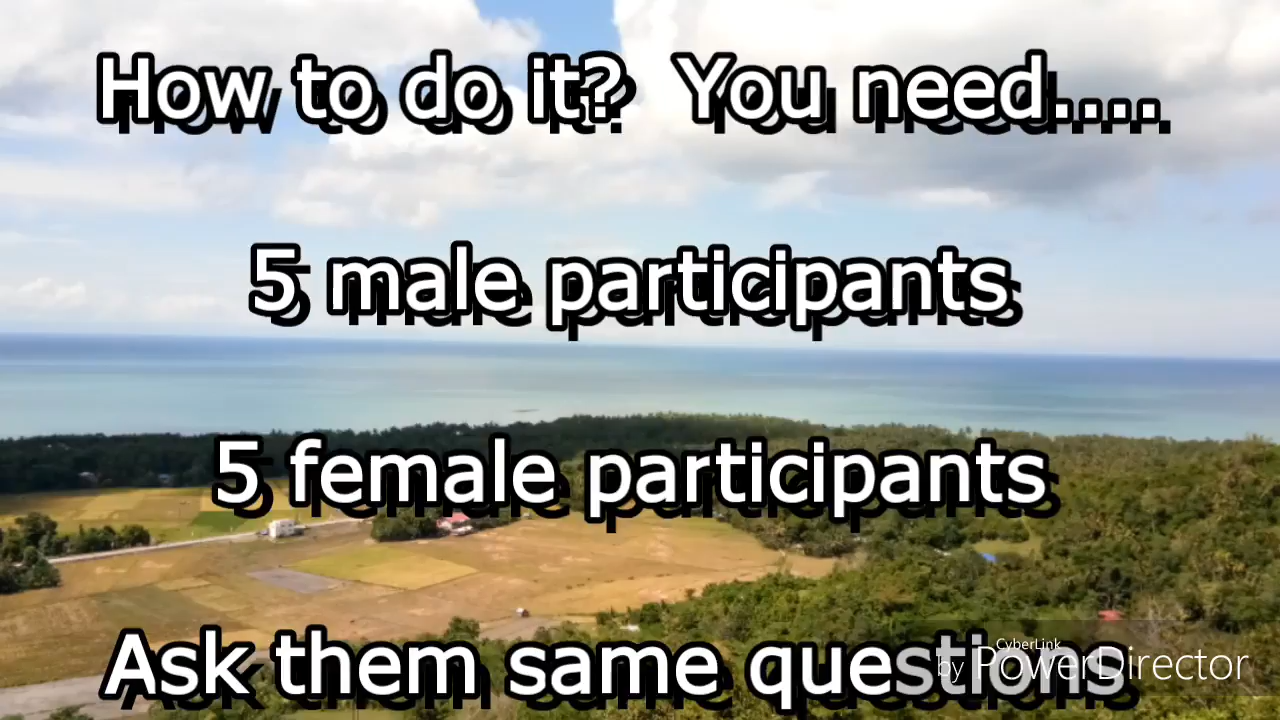 How to do it? You need....
5 male participants
5 female participants
Ask them same questions
CyberLink
by PowerDirector